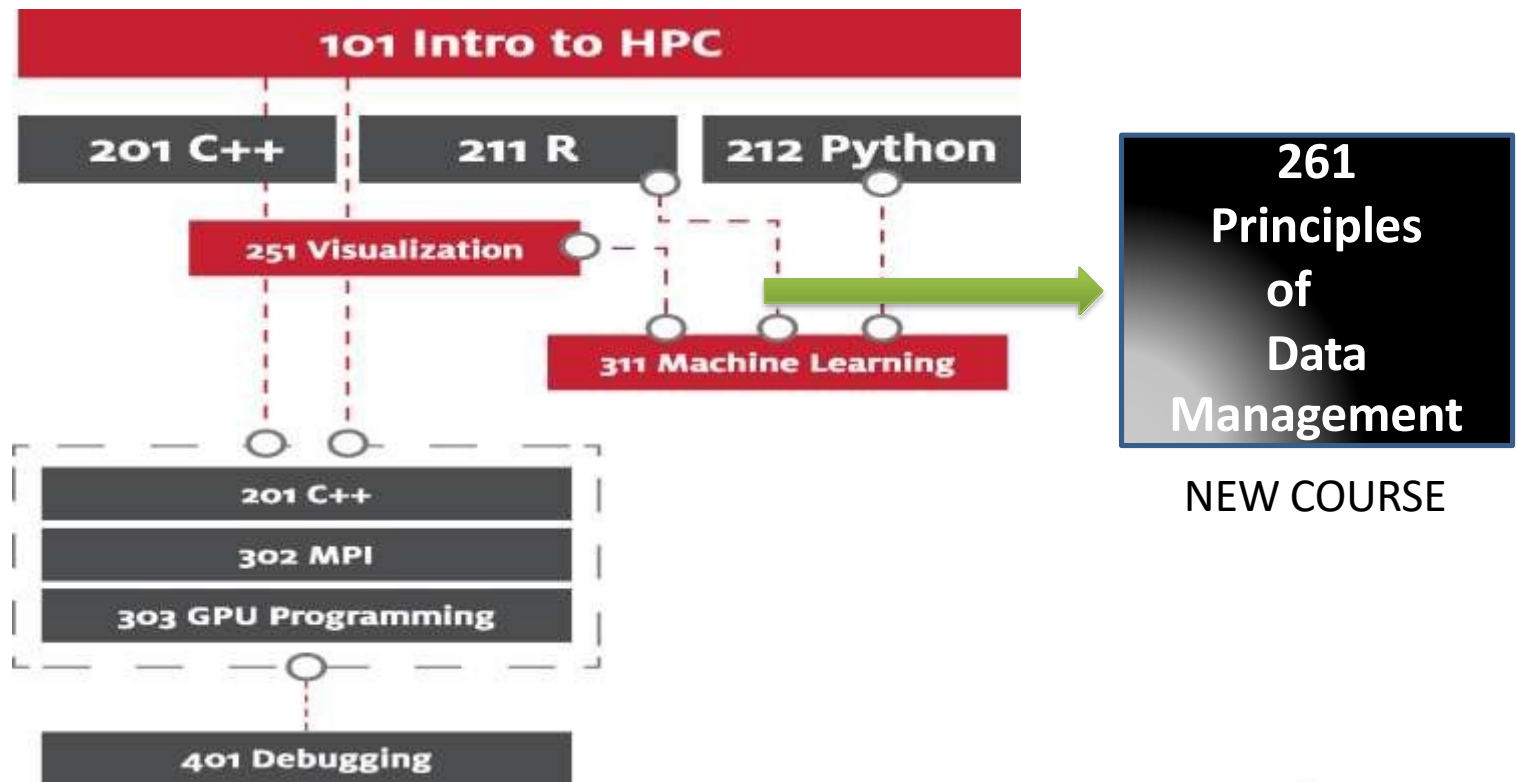 101 Intro to HPC
201 C++
211 R
212 Python
251 Visualization
311 Machine Learning
201 C++
302 MPI
303 GPU Programming
401 Debugging
261
Principles
of
Data
Management
NEW COURSE